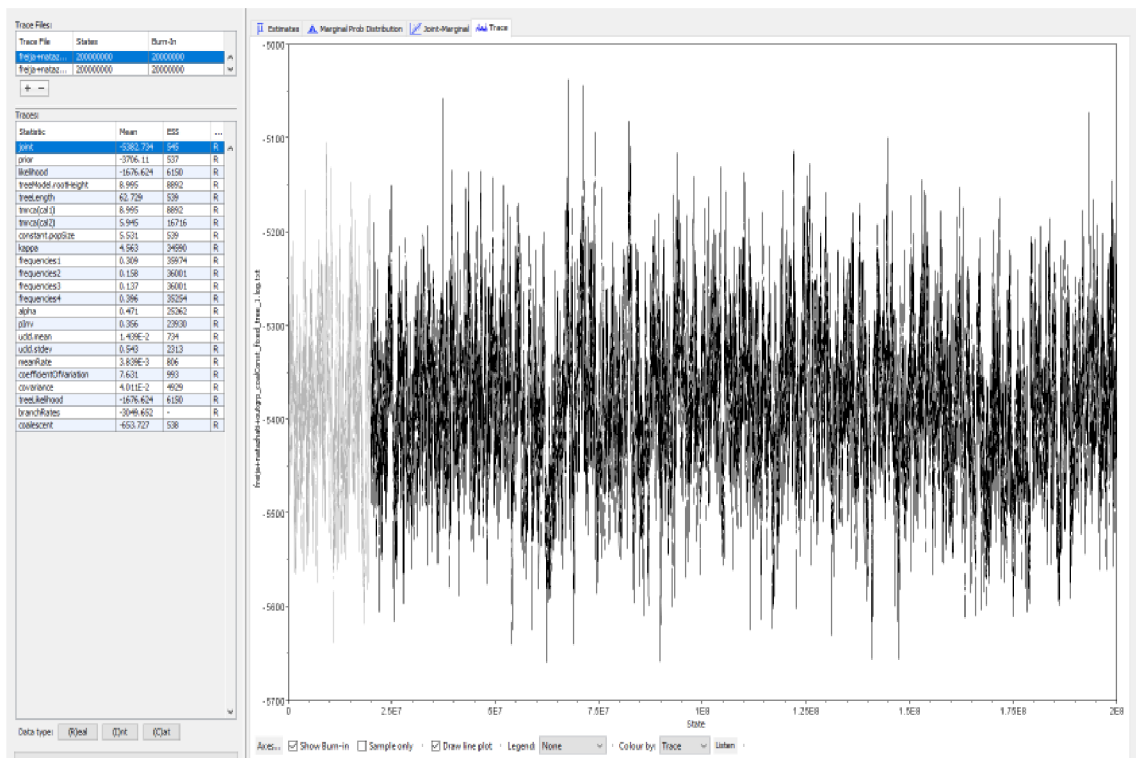 Trace Files:
Trace File States Burn-In
freija+nataz... 200000000 20000000
freija+nataz... 200000000 20000000
+ −
Traces:
Statistic Mean ESS ...
joint -5382.734 545 R
prior -3706.11 537 R
likelihood -1676.624 6150 R
treeModel.rootHeight 8.995 8892 R
treeLength 62.729 539 R
tmrca(cal1) 8.995 8892 R
tmrca(cal2) 5.945 16716 R
constant.popSize 5.531 539 R
kappa 4.563 34590 R
frequencies1 0.309 35974 R
frequencies2 0.158 36001 R
frequencies3 0.137 36001 R
frequencies4 0.396 35254 R
alpha 0.471 25262 R
pInv 0.356 23930 R
ucld.mean 1.439E-2 734 R
ucld.stdev 0.543 2313 R
meanRate 3.839E-3 806 R
coefficientOfVariation 7.631 993 R
covariance 4.011E-2 4929 R
treeLikelihood -1676.624 6150 R
branchRates -3049.652 - R
coalescent -653.727 538 R
Data type: (R)eal (I)nt (C)at
Estimates Marginal Prob Distribution Joint-Marginal Trace
-5000
-5100
-5200
-5300
-5400
-5500
-5600
-5700
0 2.5E7 5E7 7.5E7 1E8 1.25E8 1.5E8 1.75E8 2E8
State
Axes... Show Burn-in Sample only Draw line plot Legend: None Colour by: Trace Listen